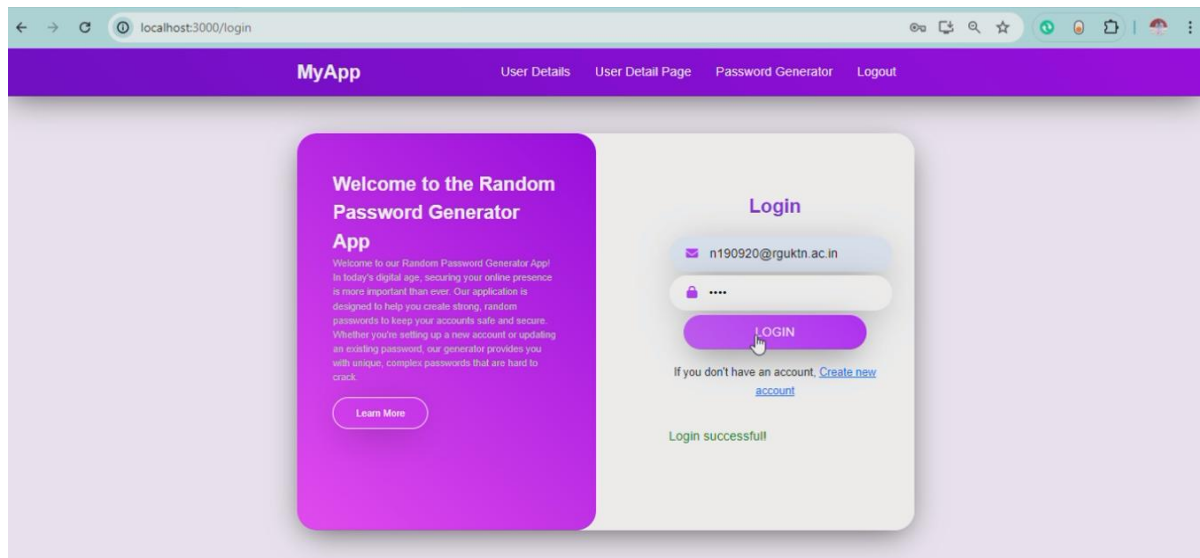 localhost:3000/login
MyApp
User Details
User Detail Page
Password Generator
Logout
Welcome to the Random
Password Generator
App
Welcome to our Random Password Generator App!
In today's digital age, securing your online presence
is more important than ever. Our application is
designed to help you create strong, random
passwords to keep your accounts safe and secure.
Whether you're setting up a new account or updating
an existing password, our generator provides you
with unique, complex passwords that are hard to
crack.
Learn More
Login
n190920@rguktn.ac.in
••••
LOGIN
If you don't have an account, Create new
account
Login successful!